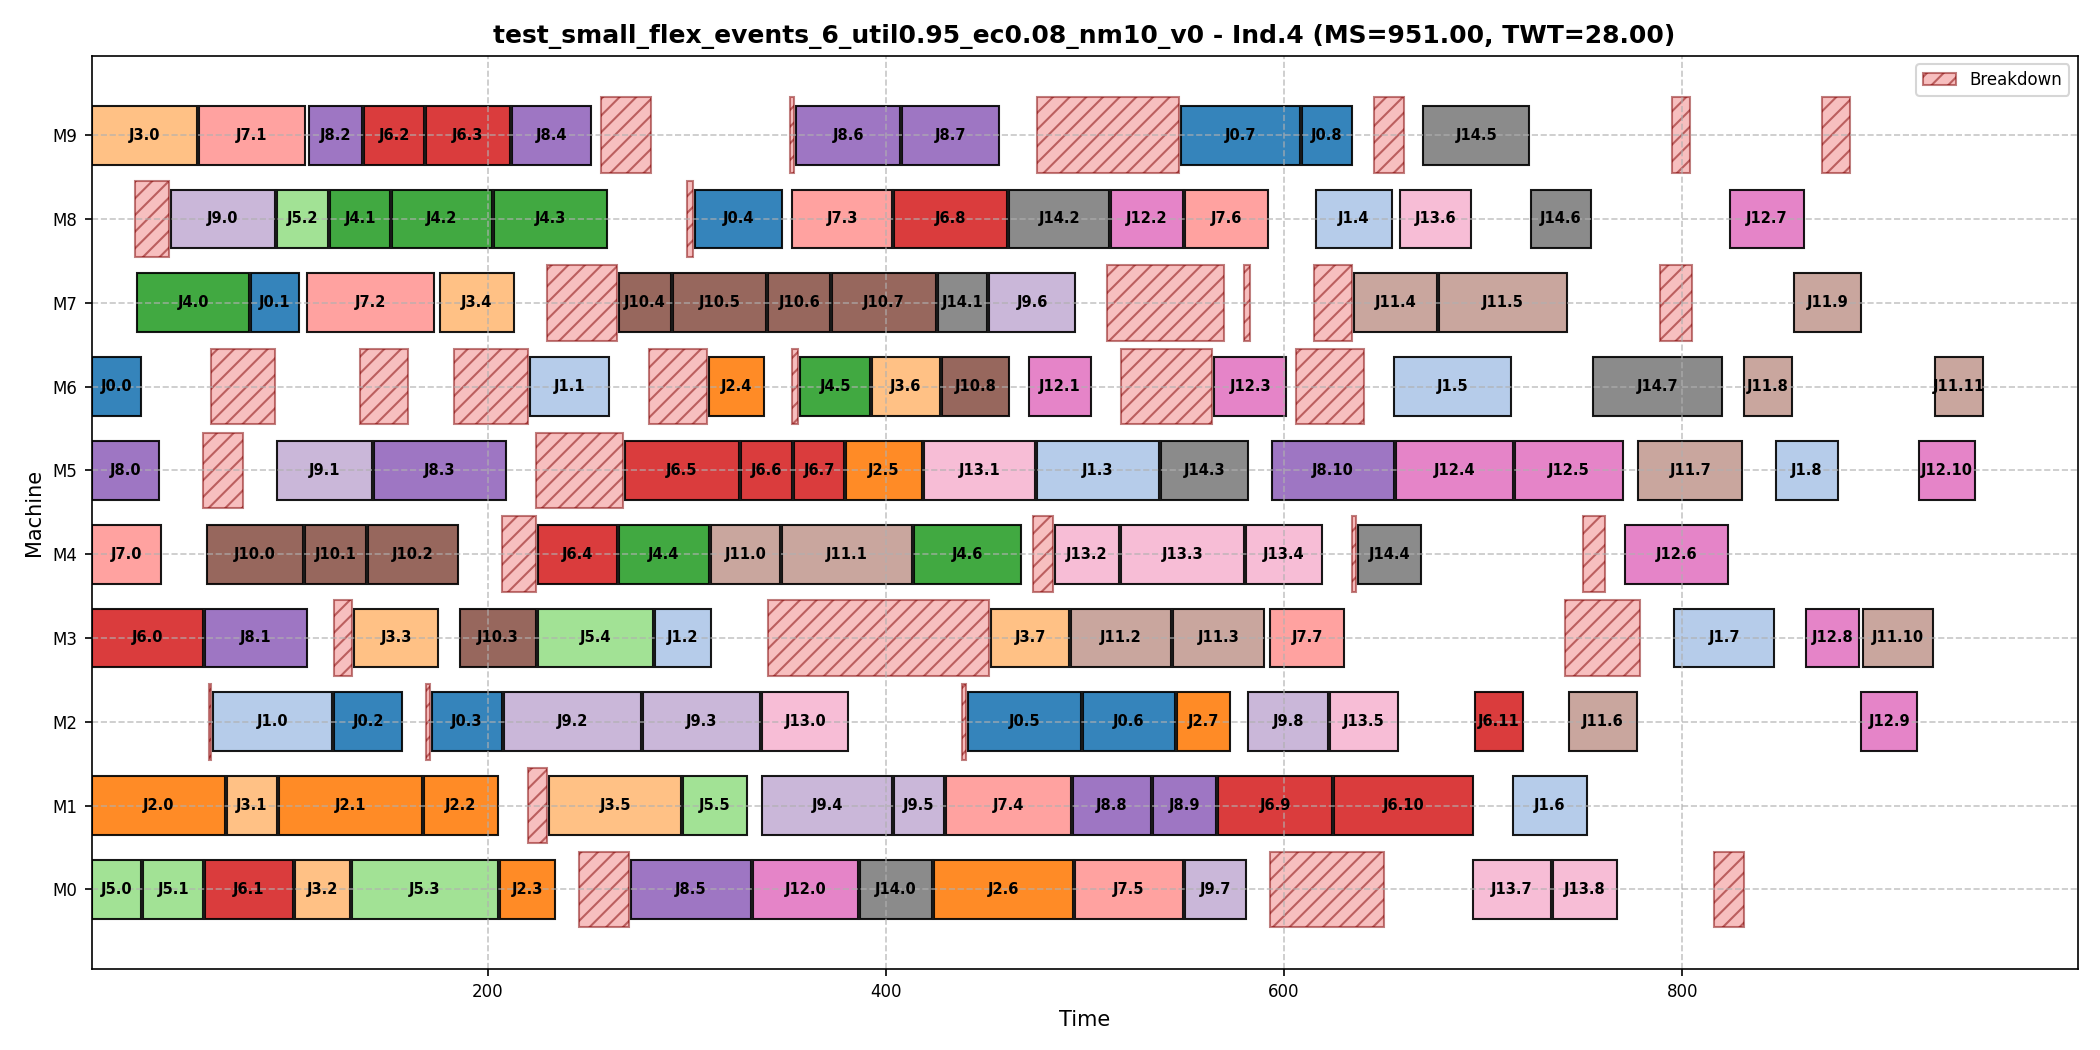 test_small_flex_events_6_util0.95_ec0.08_nm10_v0 - Ind.4 (MS=951.00, TWT=28.00)
Breakdown
M9 J3.0 J7.1 J8.2 J6.2 J6.3 J8.4 J8.6 J8.7 J0.7 J0.8 J14.5
M8 J9.0 J5.2 J4.1 J4.2 J4.3 J0.4 J7.3 J6.8 J14.2 J12.2 J7.6 J1.4 J13.6 J14.6 J12.7
M7 J4.0 J0.1 J7.2 J3.4 J10.4 J10.5 J10.6 J10.7 J14.1 J9.6 J11.4 J11.5 J11.9
M6 J0.0 J1.1 J2.4 J4.5 J3.6 J10.8 J12.1 J12.3 J1.5 J14.7 J11.8 J11.11
M5 J8.0 J9.1 J8.3 J6.5 J6.6 J6.7 J2.5 J13.1 J1.3 J14.3 J8.10 J12.4 J12.5 J11.7 J1.8 J12.10
M4 J7.0 J10.0 J10.1 J10.2 J6.4 J4.4 J11.0 J11.1 J4.6 J13.2 J13.3 J13.4 J14.4 J12.6
M3 J6.0 J8.1 J3.3 J10.3 J5.4 J1.2 J3.7 J11.2 J11.3 J7.7 J1.7 J12.8 J11.10
M2 J1.0 J0.2 J0.3 J9.2 J9.3 J13.0 J0.5 J0.6 J2.7 J9.8 J13.5 J6.11 J11.6 J12.9
M1 J2.0 J3.1 J2.1 J2.2 J3.5 J5.5 J9.4 J9.5 J7.4 J8.8 J8.9 J6.9 J6.10 J1.6
M0 J5.0 J5.1 J6.1 J3.2 J5.3 J2.3 J8.5 J12.0 J14.0 J2.6 J7.5 J9.7 J13.7 J13.8
Machine
200 400 600 800
Time